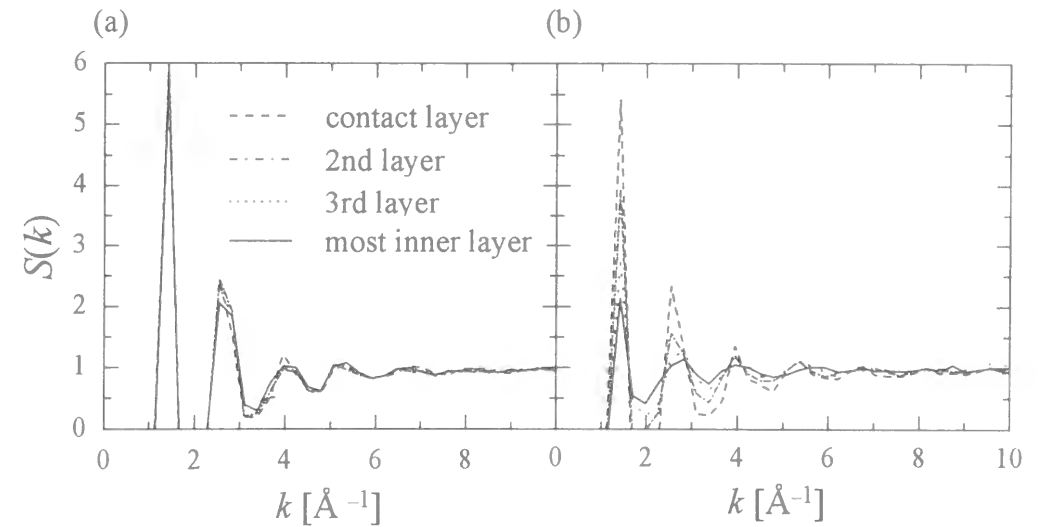 (a)
(b)
6
5
4
3
2
1
0
S(k)
contact layer
2nd layer
3rd layer
most inner layer
0 2 4 6 8 0 2 4 6 8 10
k [Å ⁻¹]
k [Å⁻¹]